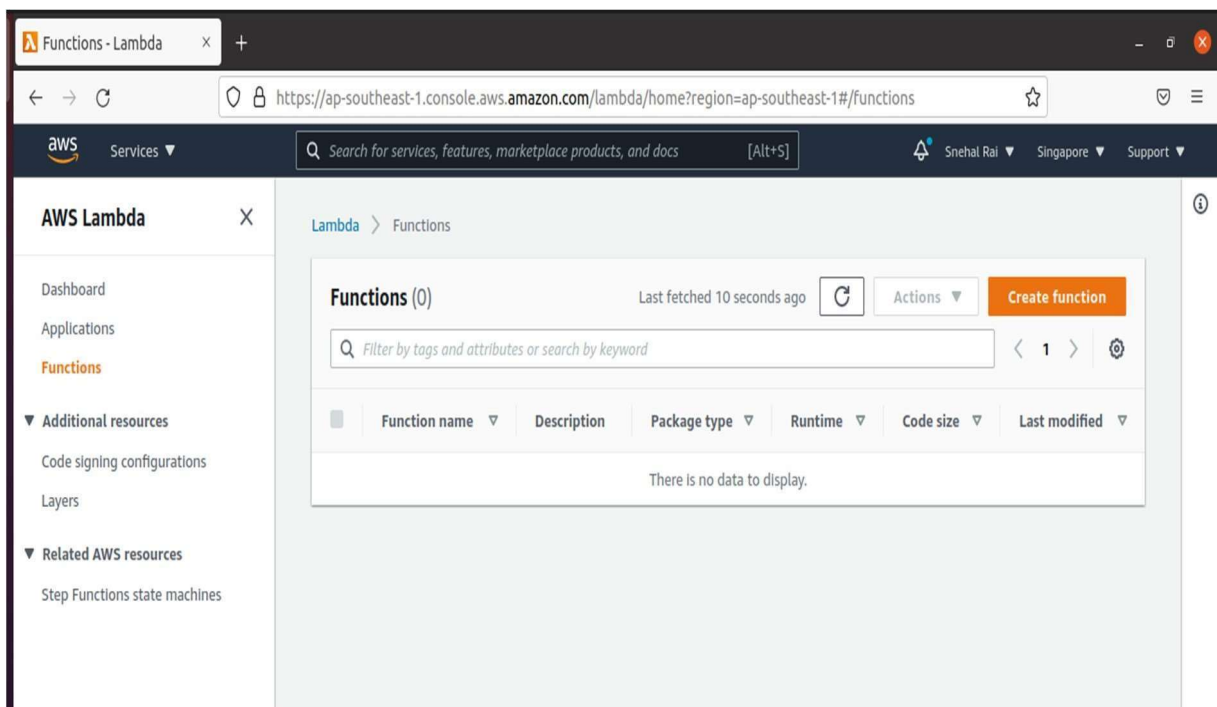 Functions - Lambda
https://ap-southeast-1.console.aws.amazon.com/lambda/home?region=ap-southeast-1#/functions
aws Services ▼ Search for services, features, marketplace products, and docs [Alt+S] Snehal Rai ▼ Singapore ▼ Support ▼
AWS Lambda
Dashboard
Applications
Functions
▼ Additional resources
Code signing configurations
Layers
▼ Related AWS resources
Step Functions state machines
Lambda > Functions
Functions (0) Last fetched 10 seconds ago Actions ▼ Create function
Filter by tags and attributes or search by keyword < 1 >
Function name Description Package type Runtime Code size Last modified
There is no data to display.